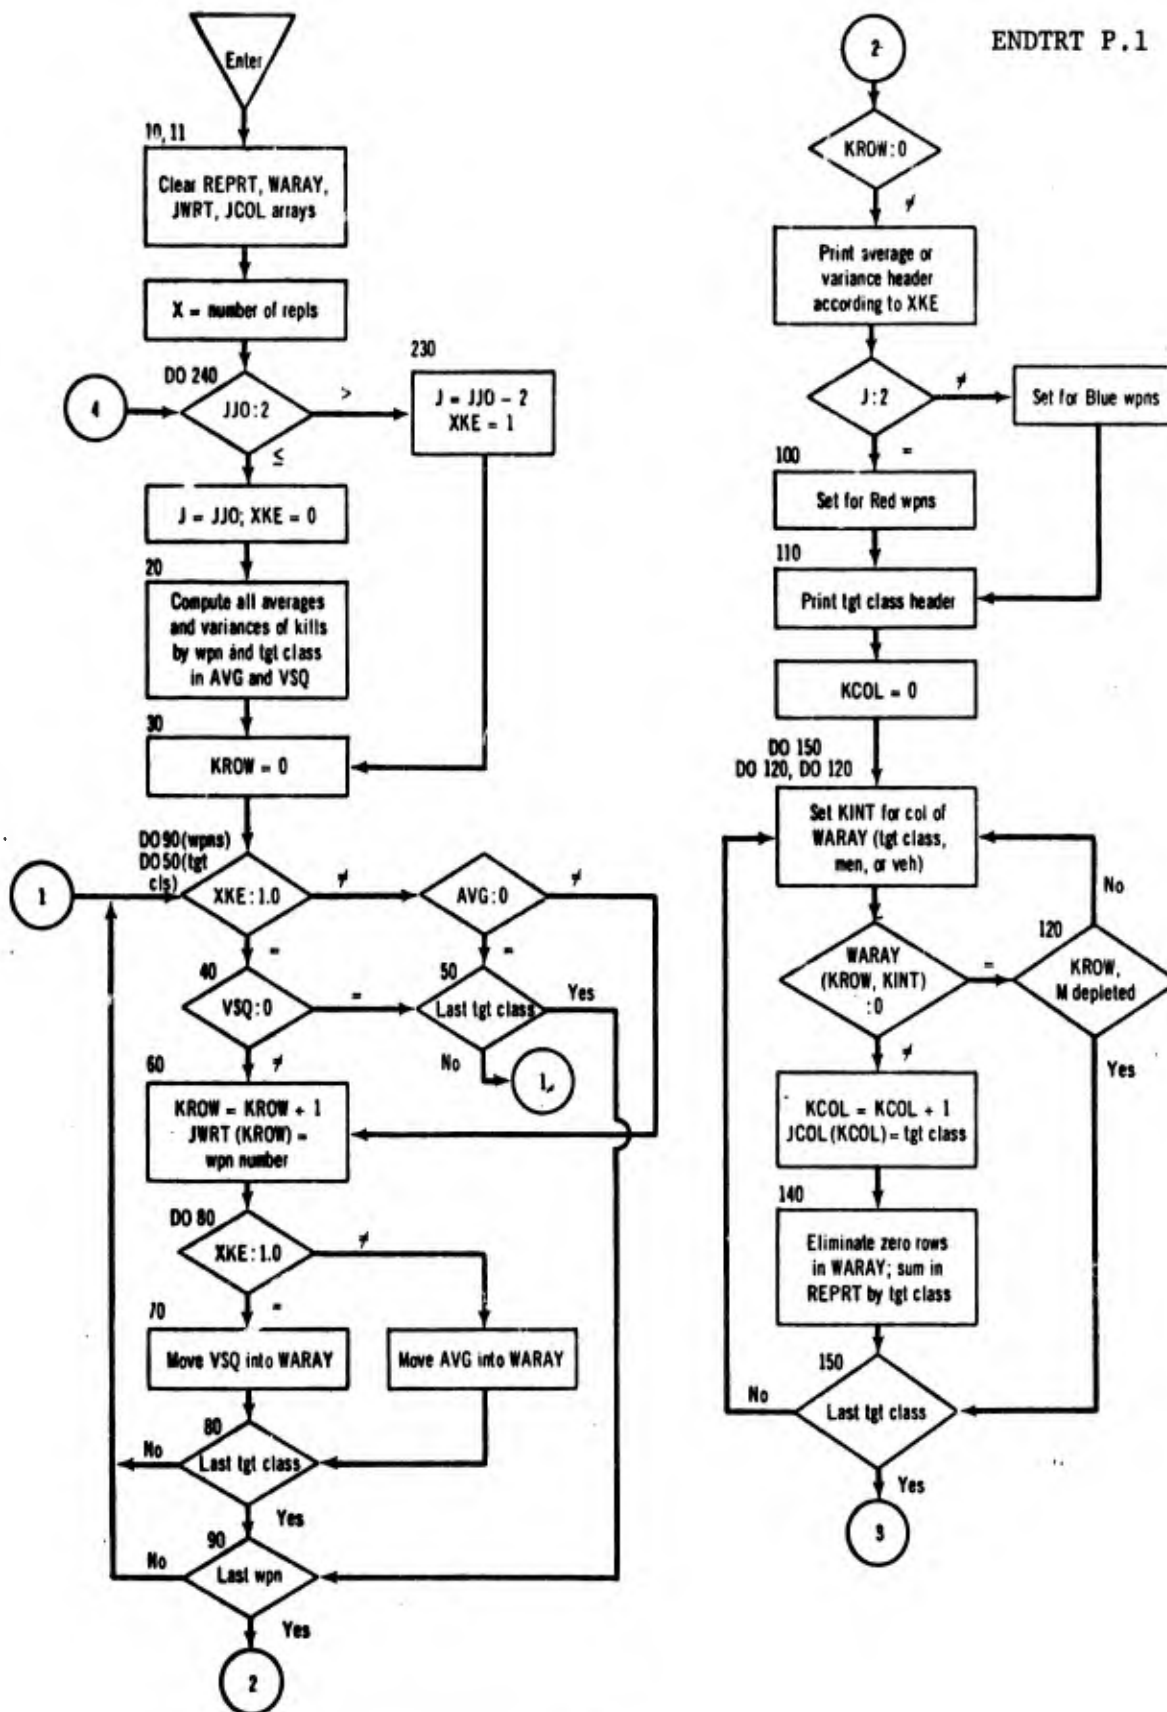 ENDTRT P.1
Enter
10, 11
Clear REPRT, WARAY,
JWRT, JCOL arrays
X = number of repls
DO 240
4
JJO : 2
>
≤
230
J = JJO - 2
XKE = 1
J = JJO; XKE = 0
20
Compute all averages
and variances of kills
by wpn and tgt class
in AVG and VSQ
30
KROW = 0
DO 90 (wpns)
DO 50 (tgt
cls)
1
XKE : 1.0
≠
=
AVG : 0
≠
=
40
VSQ : 0
=
≠
50
Last tgt class
Yes
No
1
60
KROW = KROW + 1
JWRT (KROW) =
wpn number
DO 80
XKE : 1.0
≠
=
70
Move VSQ into WARAY
Move AVG into WARAY
80
Last tgt class
No
Yes
90
Last wpn
No
Yes
2
2
KROW : 0
≠
Print average or
variance header
according to XKE
J : 2
≠
=
Set for Blue wpns
100
Set for Red wpns
110
Print tgt class header
KCOL = 0
DO 150
DO 120, DO 120
Set KINT for col of
WARAY (tgt class,
men, or veh)
No
WARAY
(KROW, KINT)
: 0
=
≠
120
KROW,
M depleted
Yes
KCOL = KCOL + 1
JCOL (KCOL) = tgt class
140
Eliminate zero rows
in WARAY; sum in
REPRT by tgt class
150
Last tgt class
No
Yes
3